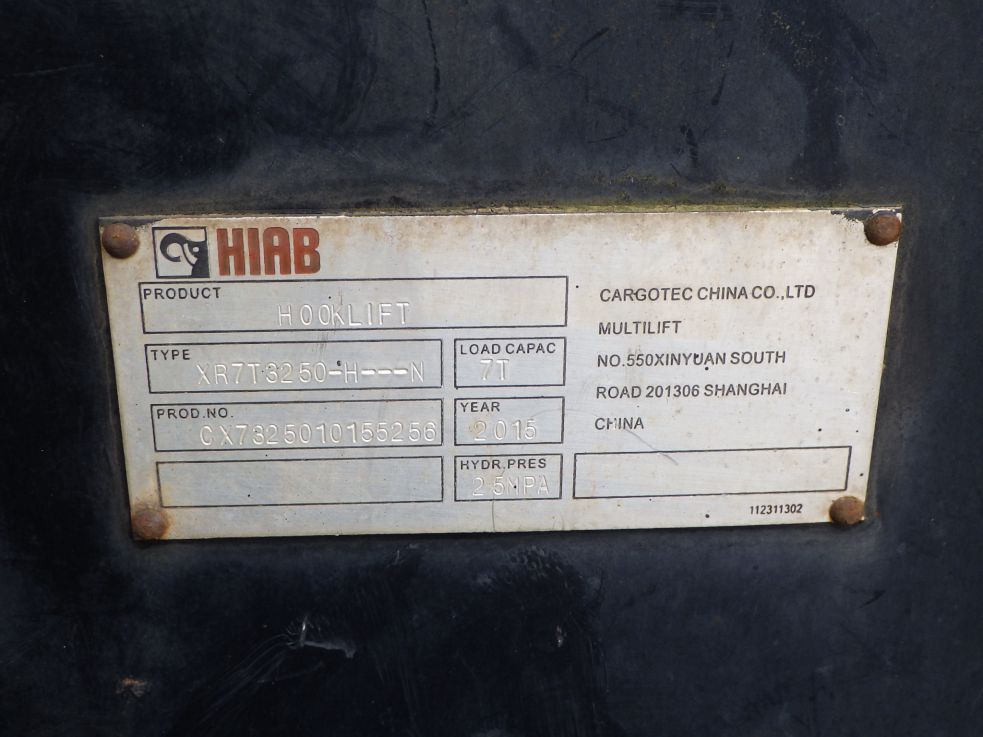 HIAB
PRODUCT
HOOKLIFT
TYPE
XR7T3250-H---N
LOAD CAPAC
7T
PROD.NO.
CX7325010155256
YEAR
2015
HYDR.PRES
25MPA
CARGOTEC CHINA CO.,LTD
MULTILIFT
NO.550XINYUAN SOUTH
ROAD 201306 SHANGHAI
CHINA
112311302